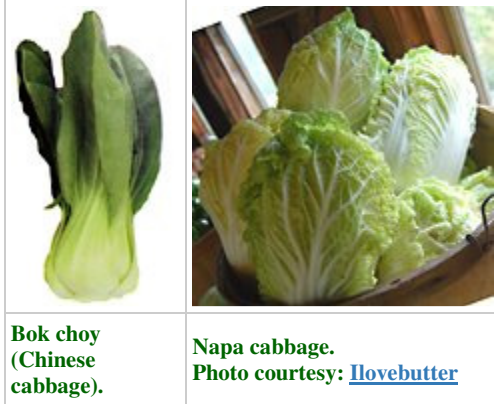 Bok choy
(Chinese
cabbage).
Napa cabbage.
Photo courtesy: Ilovebutter